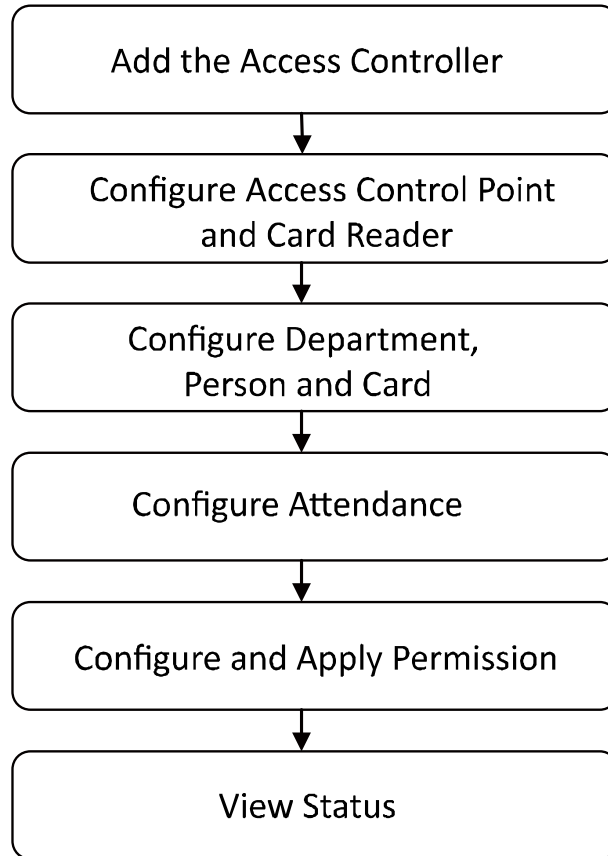 Add the Access Controller
Configure Access Control Point
and Card Reader
Configure Department,
Person and Card
Configure Attendance
Configure and Apply Permission
View Status